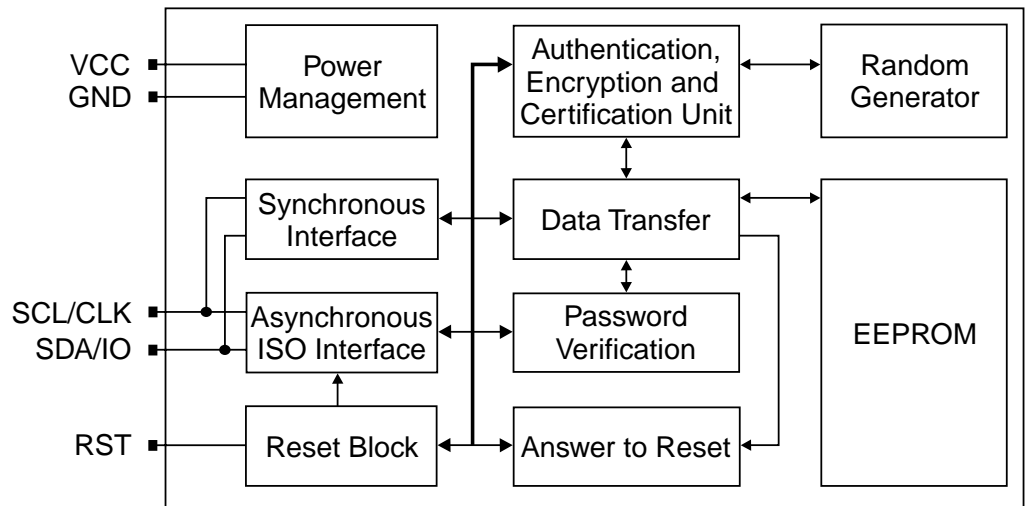 VCC
GND
Power
Management
Authentication,
Encryption and
Certification Unit
Random
Generator
Synchronous
Interface
Data Transfer
SCL/CLK
SDA/IO
Asynchronous
ISO Interface
Password
Verification
EEPROM
RST
Reset Block
Answer to Reset